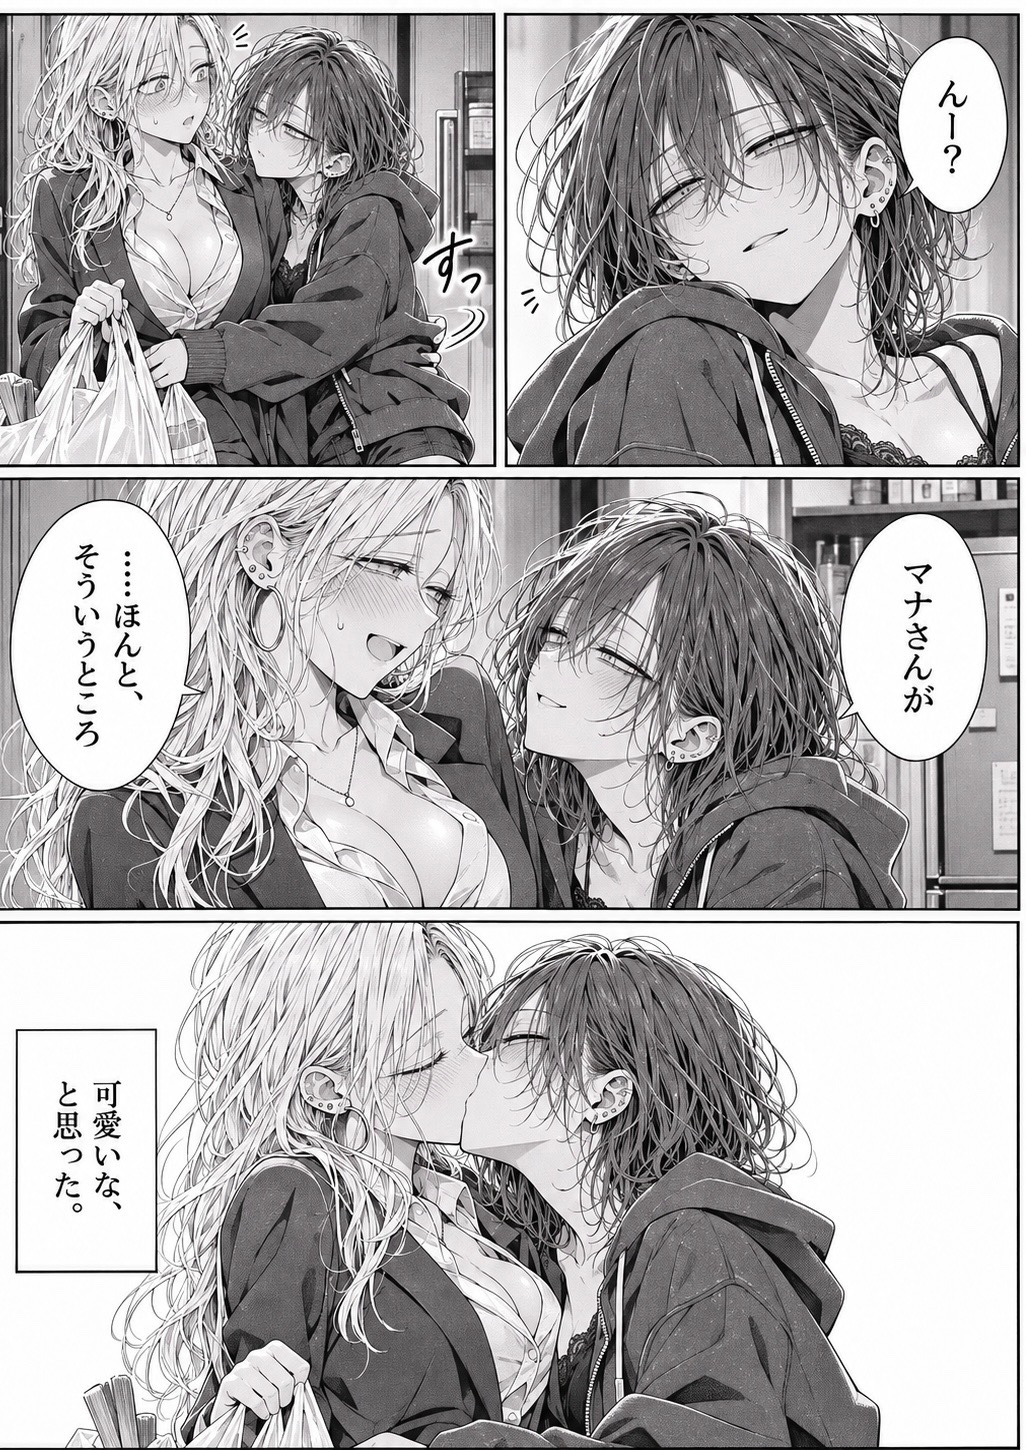 んー？
すっ
マナさんが
……ほんと、
そういうところ
可愛いな、
と思った。